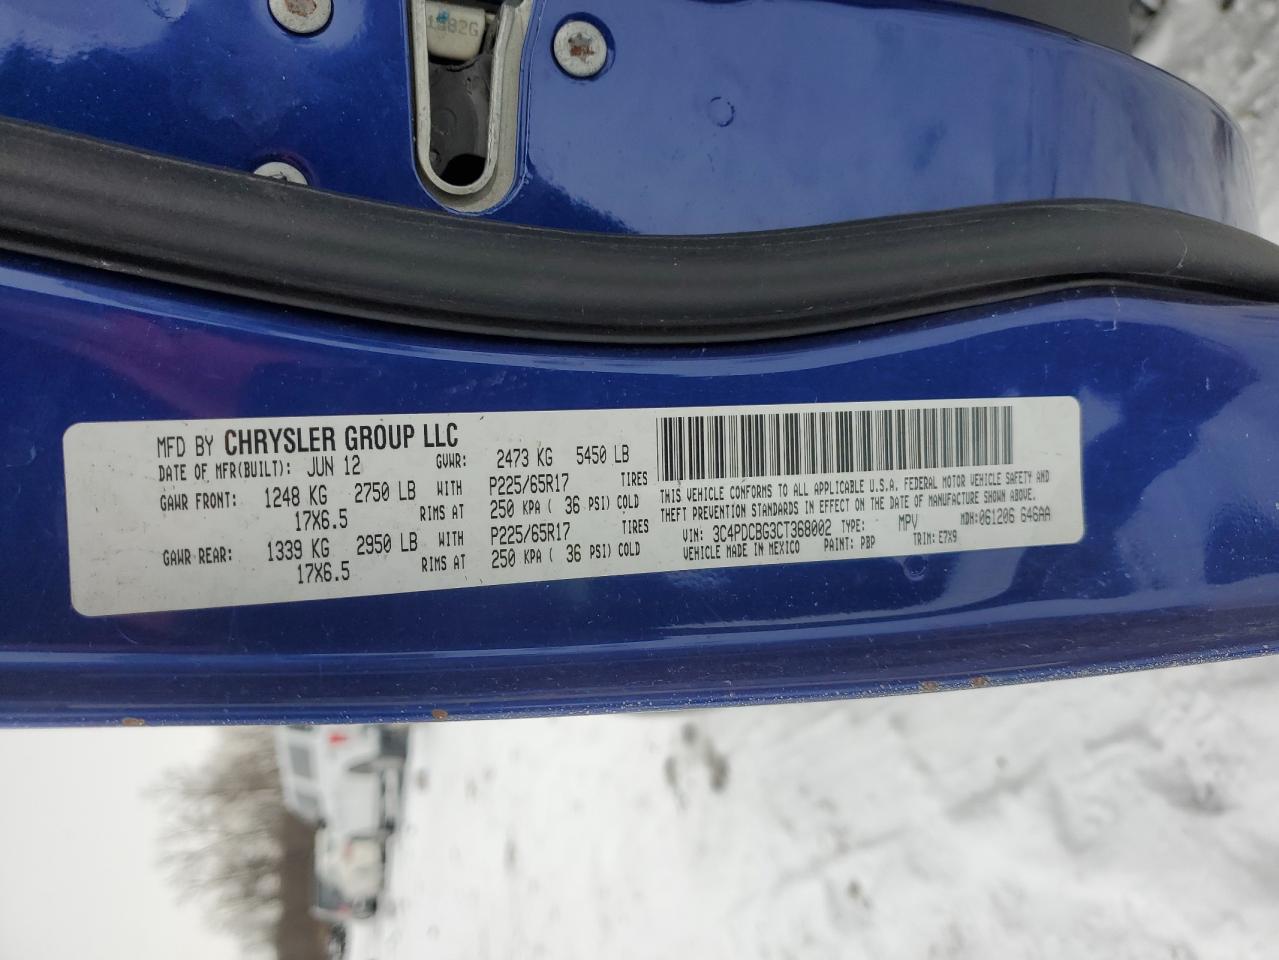 1982G
MFD BY CHRYSLER GROUP LLC
DATE OF MFR(BUILT): JUN 12 GVWR: 2473 KG 5450 LB
GAWR FRONT: 1248 KG 2750 LB WITH P225/65R17 TIRES
17X6.5 RIMS AT 250 KPA ( 36 PSI) COLD
GAWR REAR: 1339 KG 2950 LB WITH P225/65R17 TIRES
17X6.5 RIMS AT 250 KPA ( 36 PSI) COLD
THIS VEHICLE CONFORMS TO ALL APPLICABLE U.S.A. FEDERAL MOTOR VEHICLE SAFETY AND
THEFT PREVENTION STANDARDS IN EFFECT ON THE DATE OF MANUFACTURE SHOWN ABOVE.
VIN: 3C4PDCBG3CT368002 TYPE: MPV MDH:061206 646AA
VEHICLE MADE IN MEXICO PAINT: PBP TRIM: E7X9